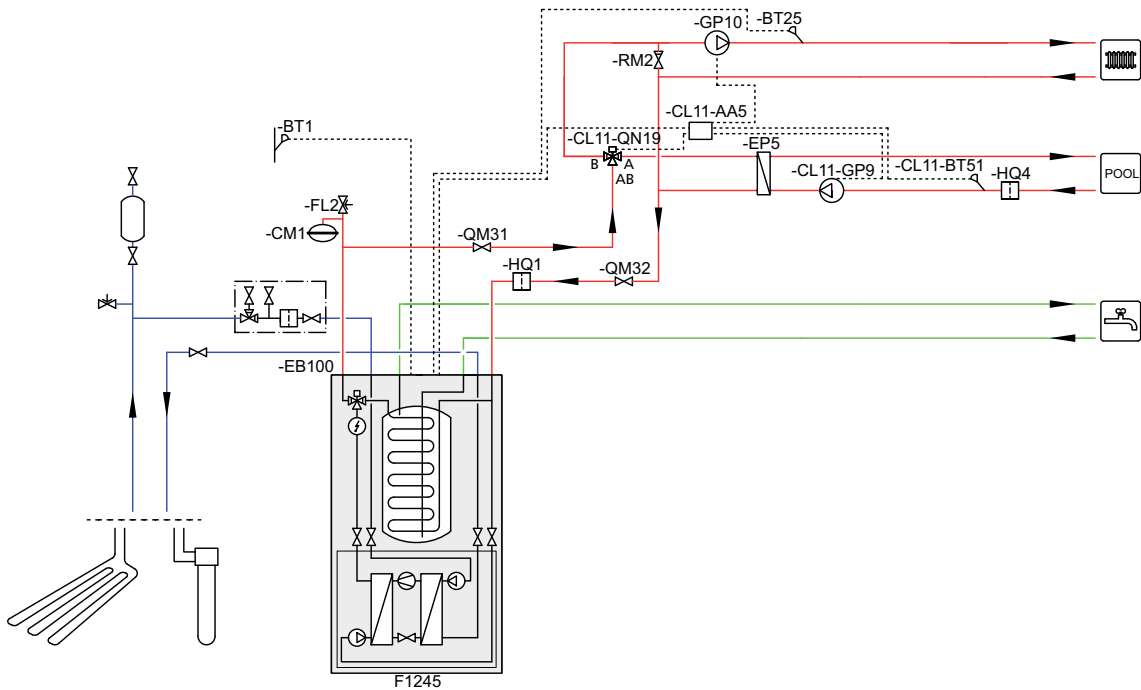 -GP10
-BT25
-RM2
-CL11-AA5
-BT1
-CL11-QN19
-EP5
B
A
AB
-CL11-GP9
-CL11-BT51
-HQ4
POOL
-FL2
-CM1
-QM31
-HQ1
-QM32
-EB100
F1245